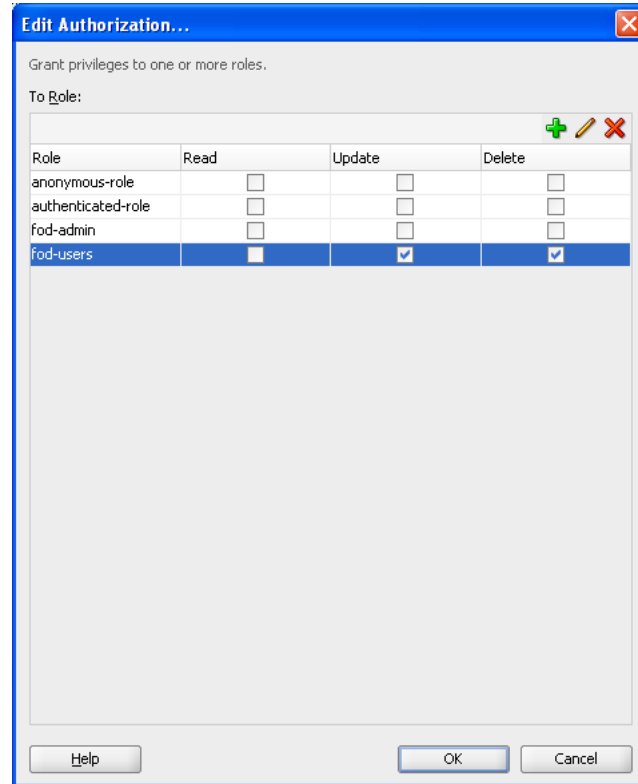 Edit Authorization...
Grant privileges to one or more roles.
To Role:
Role Read Update Delete
anonymous-role
authenticated-role
fod-admin
fod-users
Help OK Cancel